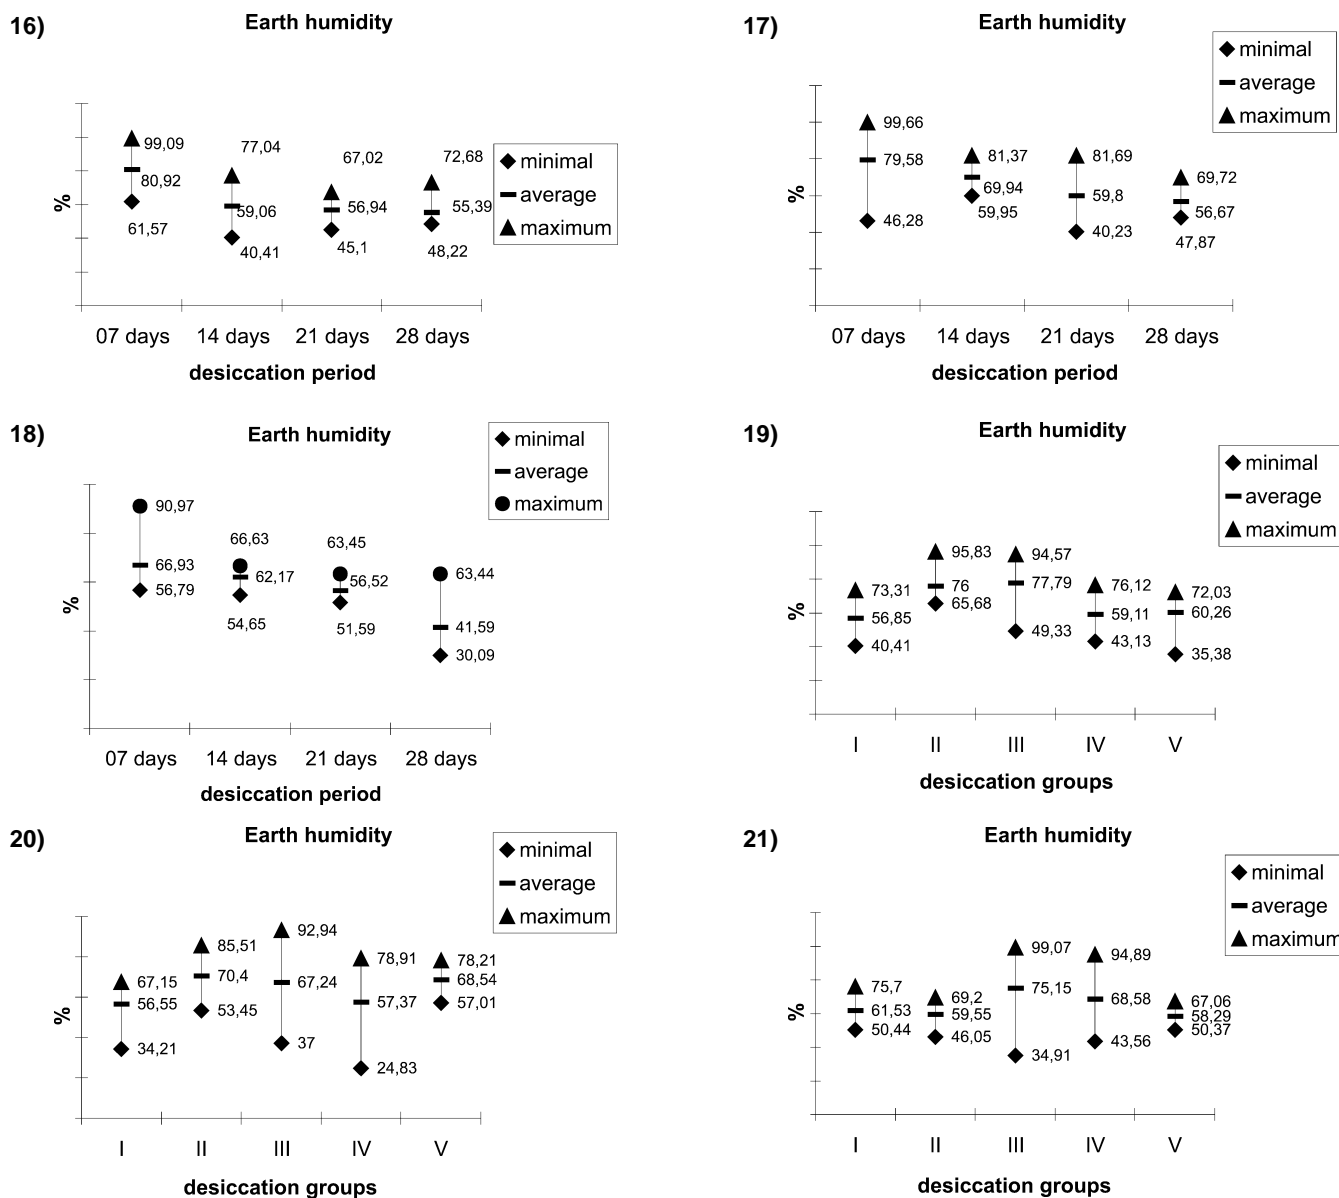 16)
Earth humidity
99,09
77,04
67,02
72,68
80,92
59,06
56,94
55,39
61,57
40,41
45,1
48,22
%
minimal
average
maximum
07 days
14 days
21 days
28 days
desiccation period
17)
Earth humidity
minimal
average
maximum
99,66
81,37
81,69
69,72
79,58
69,94
59,8
56,67
46,28
59,95
40,23
47,87
%
07 days
14 days
21 days
28 days
desiccation period
18)
Earth humidity
minimal
average
maximum
90,97
66,63
63,45
63,44
66,93
62,17
56,52
41,59
56,79
54,65
51,59
30,09
%
07 days
14 days
21 days
28 days
desiccation period
19)
Earth humidity
minimal
average
maximum
73,31
95,83
94,57
76,12
72,03
56,85
76
77,79
59,11
60,26
40,41
65,68
49,33
43,13
35,38
%
I
II
III
IV
V
desiccation groups
20)
Earth humidity
minimal
average
maximum
67,15
85,51
92,94
78,91
78,21
56,55
70,4
67,24
57,37
68,54
34,21
53,45
37
24,83
57,01
%
I
II
III
IV
V
desiccation groups
21)
Earth humidity
minimal
average
maximum
75,7
69,2
99,07
94,89
67,06
61,53
59,55
75,15
68,58
58,29
50,44
46,05
34,91
43,56
50,37
%
I
II
III
IV
V
desiccation groups